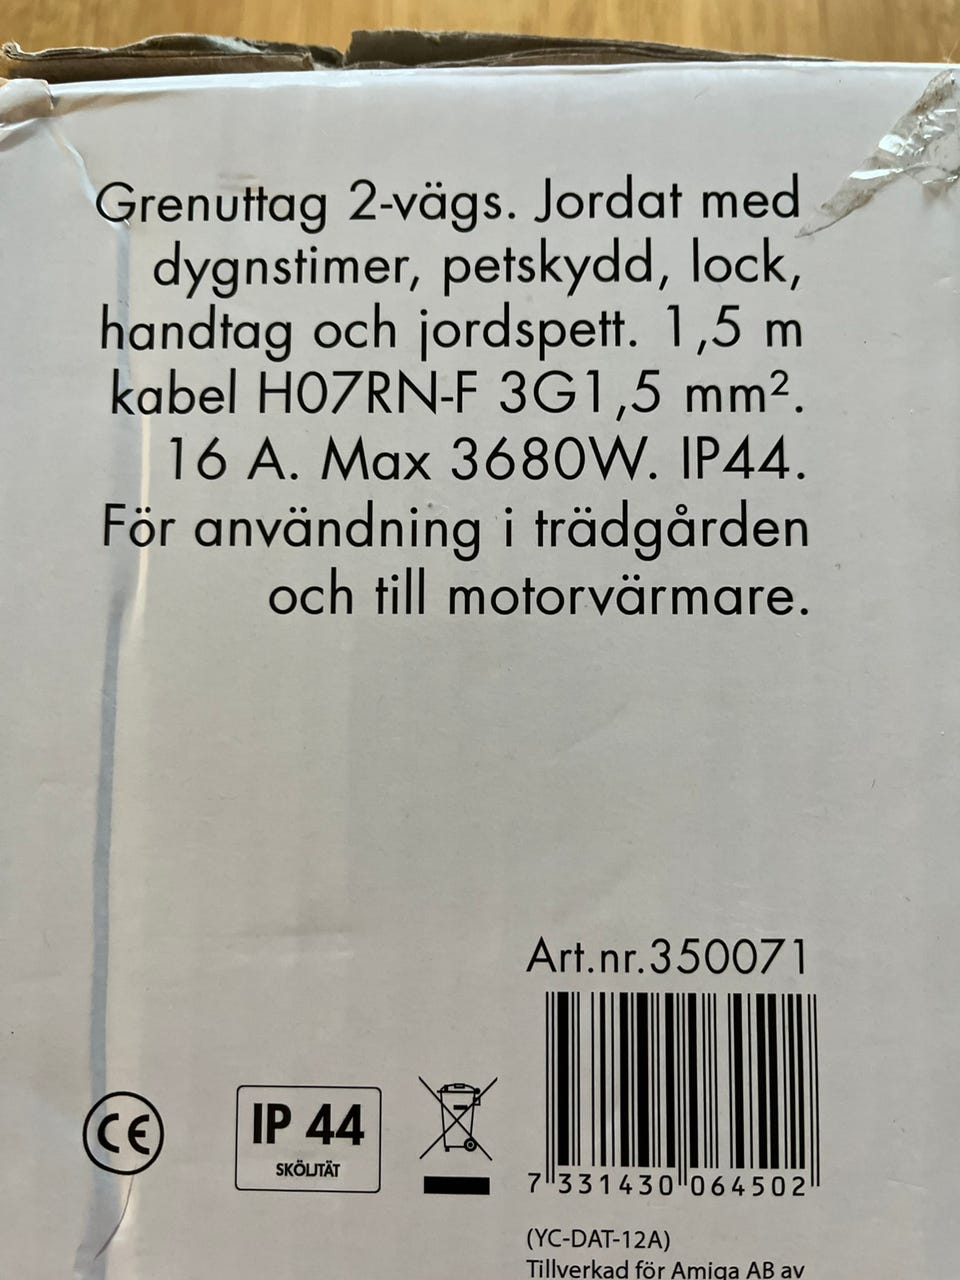 Grenuttag 2-vägs. Jordat med
dygnstimer, petskydd, lock,
handtag och jordspett. 1,5 m
kabel H07RN-F 3G1,5 mm².
16 A. Max 3680W. IP44.
För användning i trädgården
och till motorvärmare.
Art.nr.350071
CE
IP 44
SKÖLJTÄT
7 331430 064502
(YC-DAT-12A)
Tillverkad för Amiga AB av